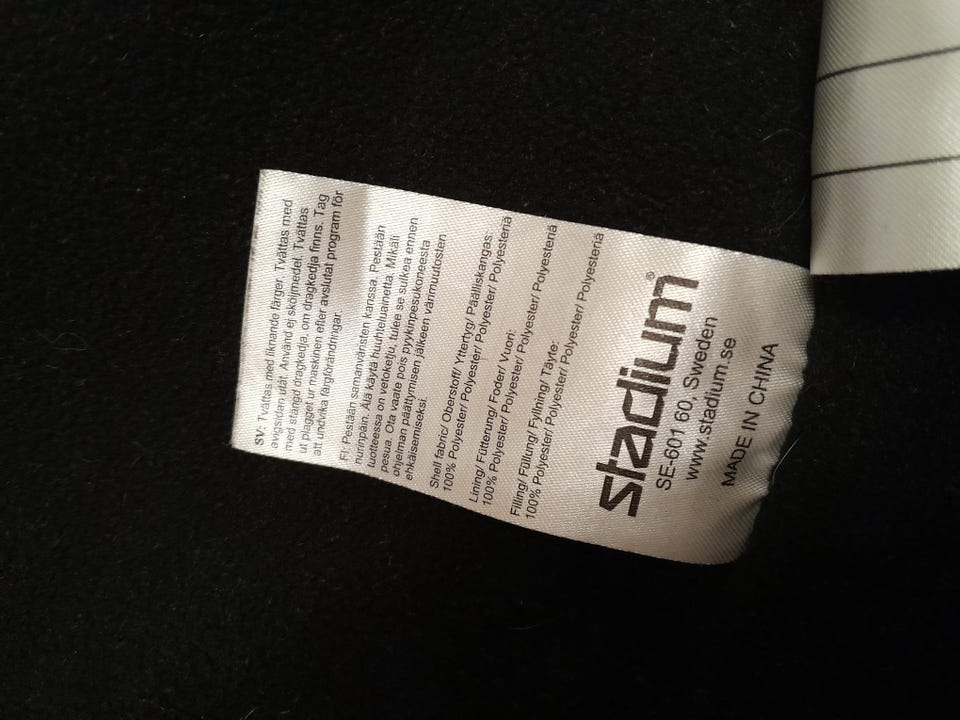 SV: Tvättas med liknande färger. Tvättas med
avigsidan utåt. Använd ej sköljmedel. Tvättas
med stängd dragkedja, om dragkedja finns. Tag
ut plagget ur maskinen efter avslutat program för
att undvika färgförändringar.
FI: Pestään samanväristen kanssa. Pestään
nurinpäin. Älä käytä huuhteluainetta. Mikäli
tuotteessa on vetoketju, tulee se sulkea ennen
pesua. Ota vaate pois pyykinpesukoneesta
ohjelman päättymisen jälkeen värimuutosten
ehkäisemiseksi.
Shell fabric/ Oberstoff/ Yttertyg/ Päälliskangas:
100% Polyester/ Polyester/ Polyester/ Polyesteriä
Lining/ Fütterung/ Foder/ Vuori:
100% Polyester/ Polyester/ Polyester/ Polyesteriä
Filling/ Füllung/ Fyllning/ Täyte:
100% Polyester/ Polyester/ Polyester/ Polyesteriä
stadium®
SE-601 60, Sweden
www.stadium.se
MADE IN CHINA